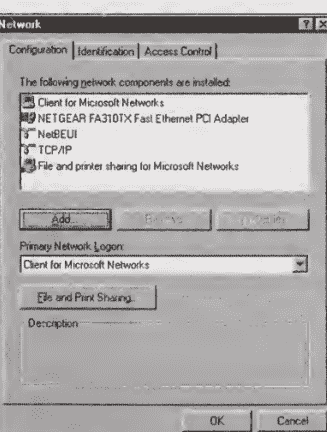 Network
Configuration Identification Access Control
The following network components are installed:
Client for Microsoft Networks
NETGEAR FA310TX Fast Ethernet PCI Adapter
NetBEUI
TCP/IP
File and printer sharing for Microsoft Networks
Add... Remove Properties
Primary Network Logon:
Client for Microsoft Networks
File and Print Sharing...
Description
OK Cancel